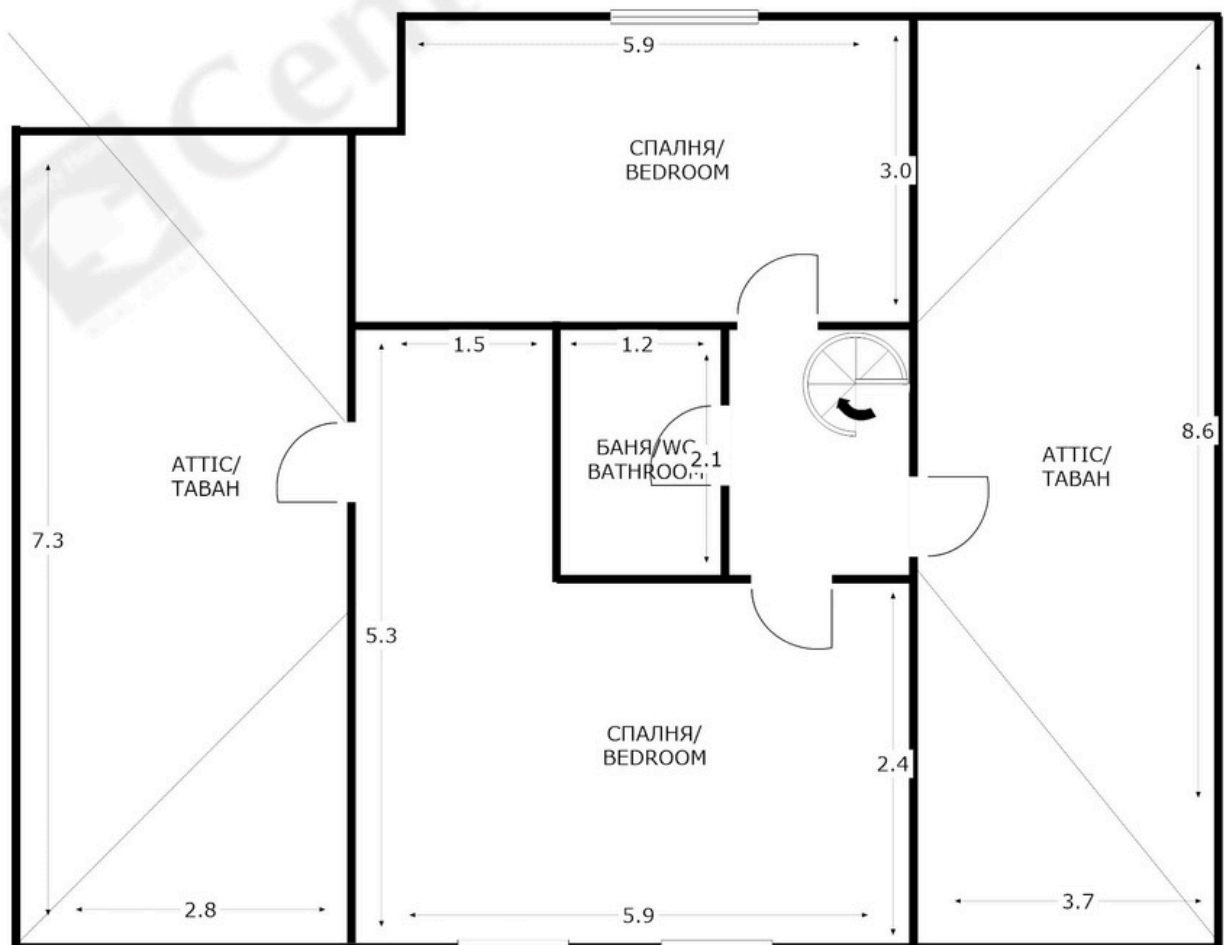 Cent
5.9
СПАЛНЯ/
BEDROOM
3.0
1.5
1.2
БАНЯ/WC
BATHROOM
2.1
ATTIC/
ТАВАН
ATTIC/
ТАВАН
8.6
7.3
5.3
СПАЛНЯ/
BEDROOM
2.4
2.8
5.9
3.7